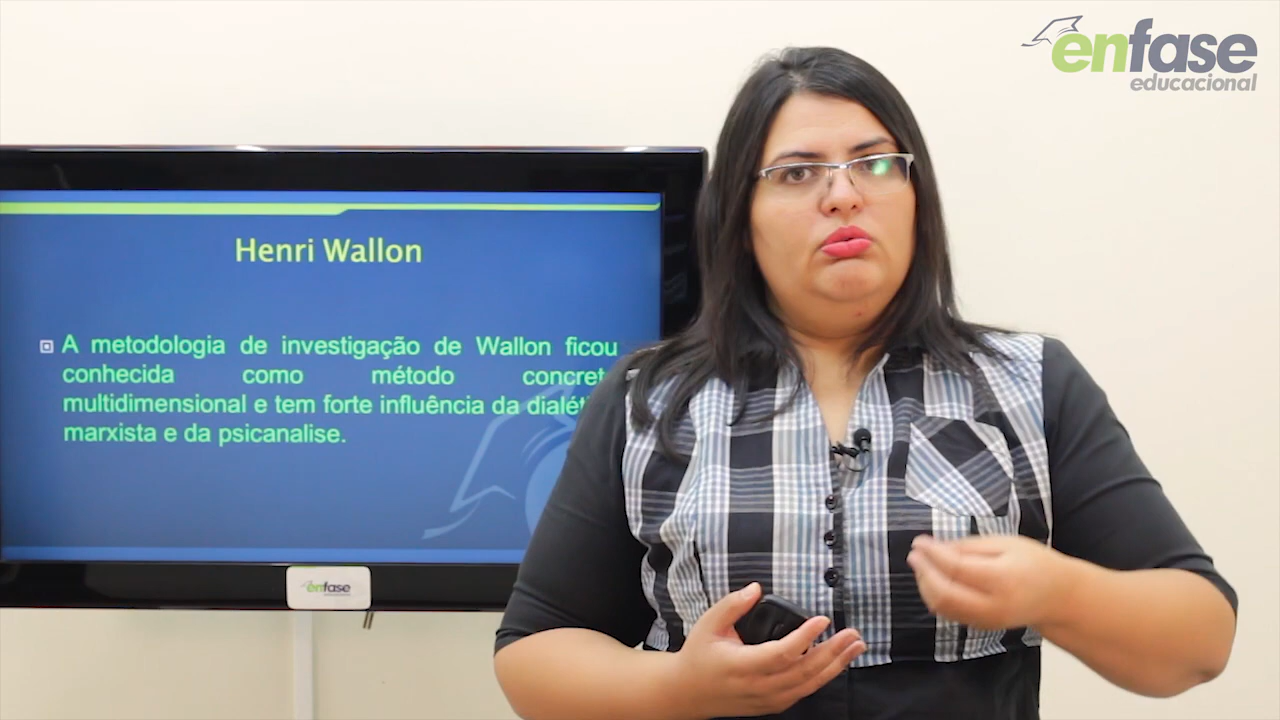 enfase
educacional
Henri Wallon
A metodologia de investigação de Wallon ficou
conhecida como método
multidimensional e tem forte influência da
marxista e da psicanalise.
enfase